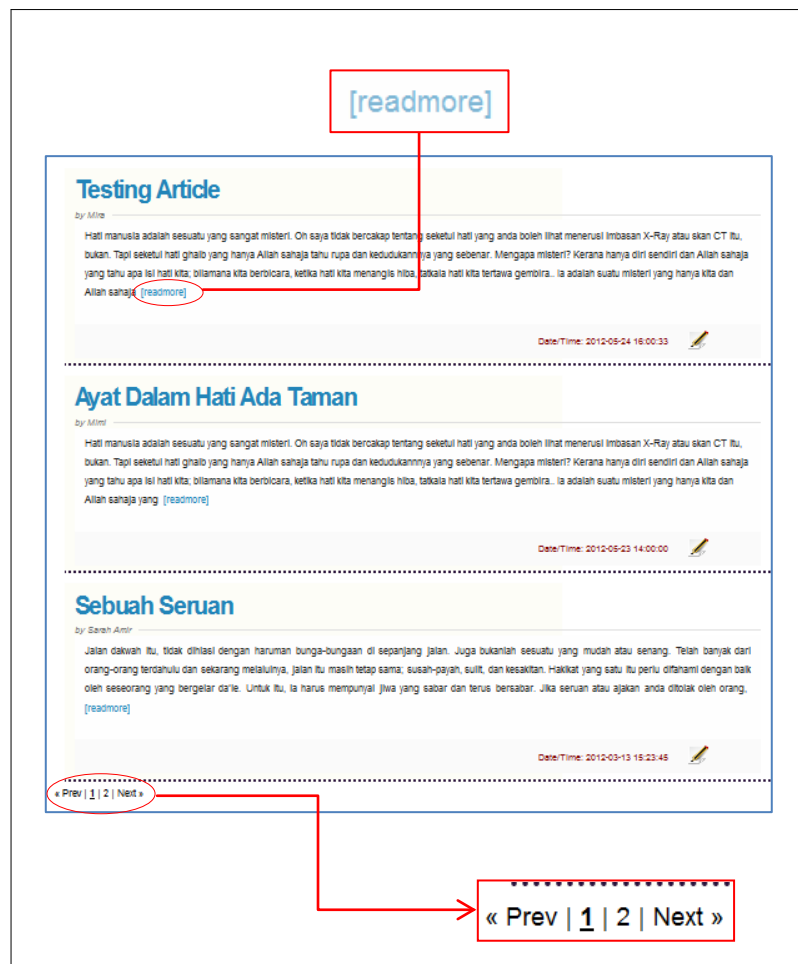 [readmore]
Testing Article
by Mira
Hati manusia adalah sesuatu yang sangat misteri. Oh saya tidak bercakap tentang seketul hati yang anda boleh lihat menerusi imbasan X-Ray atau skan CT itu,
bukan. Tapi seketul hati ghaib yang hanya Allah sahaja tahu rupa dan kedudukannya yang sebenar. Mengapa misteri? Kerana hanya diri sendiri dan Allah sahaja
yang tahu apa isi hati kita; bilamana kita berbicara, ketika hati kita menangis hiba, tatkala hati kita tertawa gembira.. ia adalah suatu misteri yang hanya kita dan
Allah sahaja [readmore]
Date/Time: 2012-05-24 16:00:33
Ayat Dalam Hati Ada Taman
by Mimi
Hati manusia adalah sesuatu yang sangat misteri. Oh saya tidak bercakap tentang seketul hati yang anda boleh lihat menerusi imbasan X-Ray atau skan CT itu,
bukan. Tapi seketul hati ghaib yang hanya Allah sahaja tahu rupa dan kedudukannya yang sebenar. Mengapa misteri? Kerana hanya diri sendiri dan Allah sahaja
yang tahu apa isi hati kita; bilamana kita berbicara, ketika hati kita menangis hiba, tatkala hati kita tertawa gembira.. ia adalah suatu misteri yang hanya kita dan
Allah sahaja yang [readmore]
Date/Time: 2012-05-23 14:00:00
Sebuah Seruan
by Sarah Amir
Jalan dakwah itu, tidak dihiasi dengan haruman bunga-bungaan di sepanjang jalan. Juga bukanlah sesuatu yang mudah atau senang. Telah banyak dari
orang-orang terdahulu dan sekarang melaluinya, jalan itu masih tetap sama; susah-payah, sulit, dan kesakitan. Hakikat yang satu itu perlu difahami dengan baik
oleh seseorang yang bergelar da'ie. Untuk itu, ia harus mempunyai jiwa yang sabar dan terus bersabar. Jika seruan atau ajakan anda ditolak oleh orang,
[readmore]
Date/Time: 2012-03-13 15:23:45
« Prev | 1 | 2 | Next »
« Prev | 1 | 2 | Next »